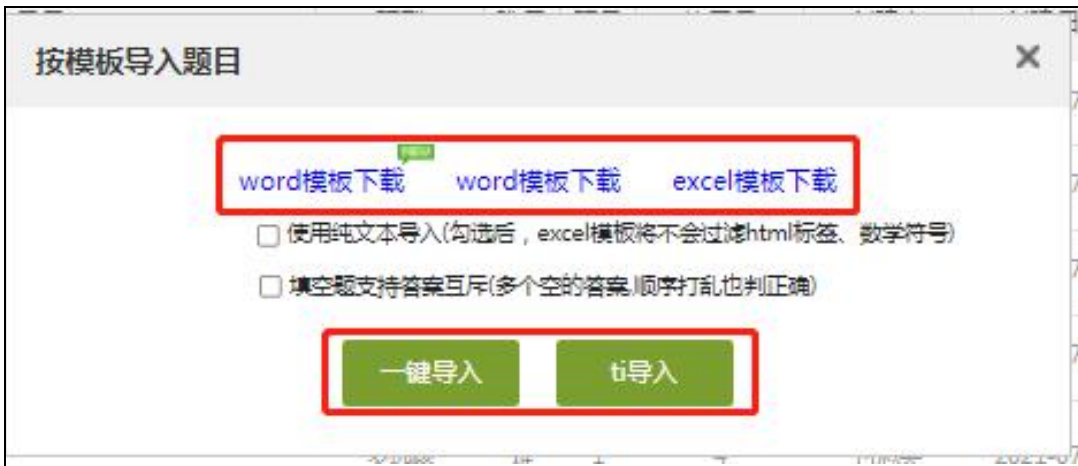 按模板导入题目
word模板下载 word模板下载 excel模板下载
使用纯文本导入(勾选后，excel模板将不会过滤html标签、数学符号)
填空题支持答案互斥(多个空的答案,顺序打乱也判正确)
一键导入 ti导入